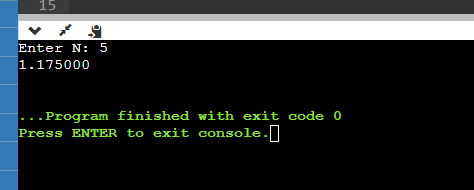 15
Enter N: 5
1.175000
...Program finished with exit code 0
Press ENTER to exit console.